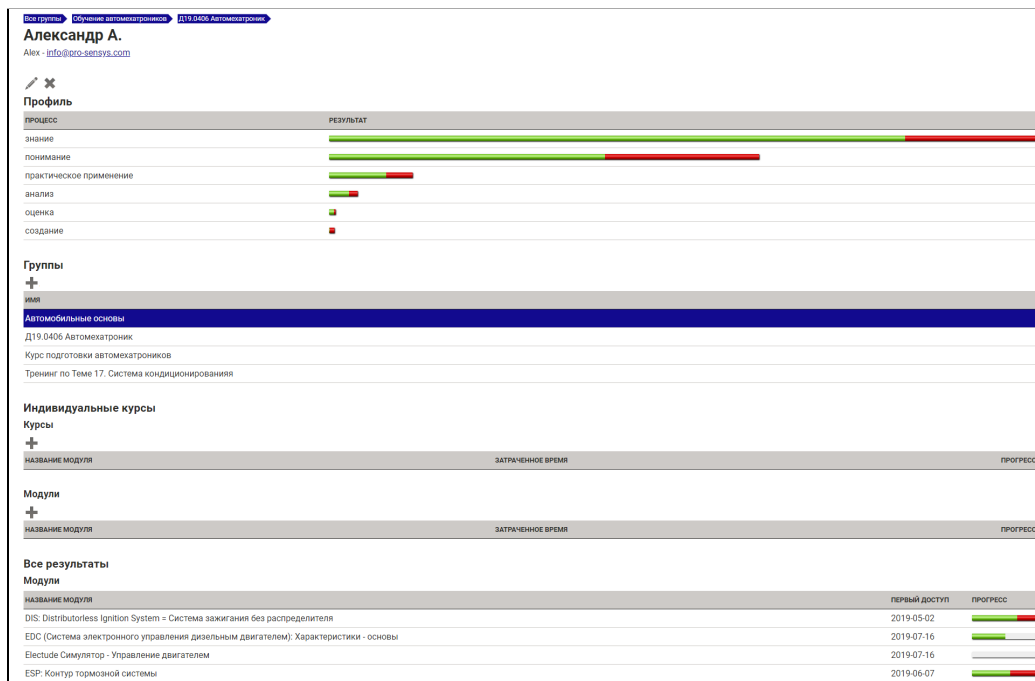 Все группы Обучение автомехатроников Д19.0406 Автомехатроник
Александр А.
Alex - info@pro-sensys.com
Профиль
ПРОЦЕСС РЕЗУЛЬТАТ
знание
понимание
практическое применение
анализ
оценка
создание
Группы
ИМЯ
Автомобильные основы
Д19.0406 Автомехатроник
Курс подготовки автомехатроников
Тренинг по Теме 17. Система кондиционированияя
Индивидуальные курсы
Курсы
НАЗВАНИЕ МОДУЛЯ ЗАТРАЧЕННОЕ ВРЕМЯ ПРОГРЕСС
Модули
НАЗВАНИЕ МОДУЛЯ ЗАТРАЧЕННОЕ ВРЕМЯ ПРОГРЕСС
Все результаты
Модули
НАЗВАНИЕ МОДУЛЯ ПЕРВЫЙ ДОСТУП ПРОГРЕСС
DIS: Distributorless Ignition System = Система зажигания без распределителя 2019-05-02
EDC (Система электронного управления дизельным двигателем): Характеристики - основы 2019-07-16
Electude Симулятор - Управление двигателем 2019-07-16
ESP: Контур тормозной системы 2019-06-07